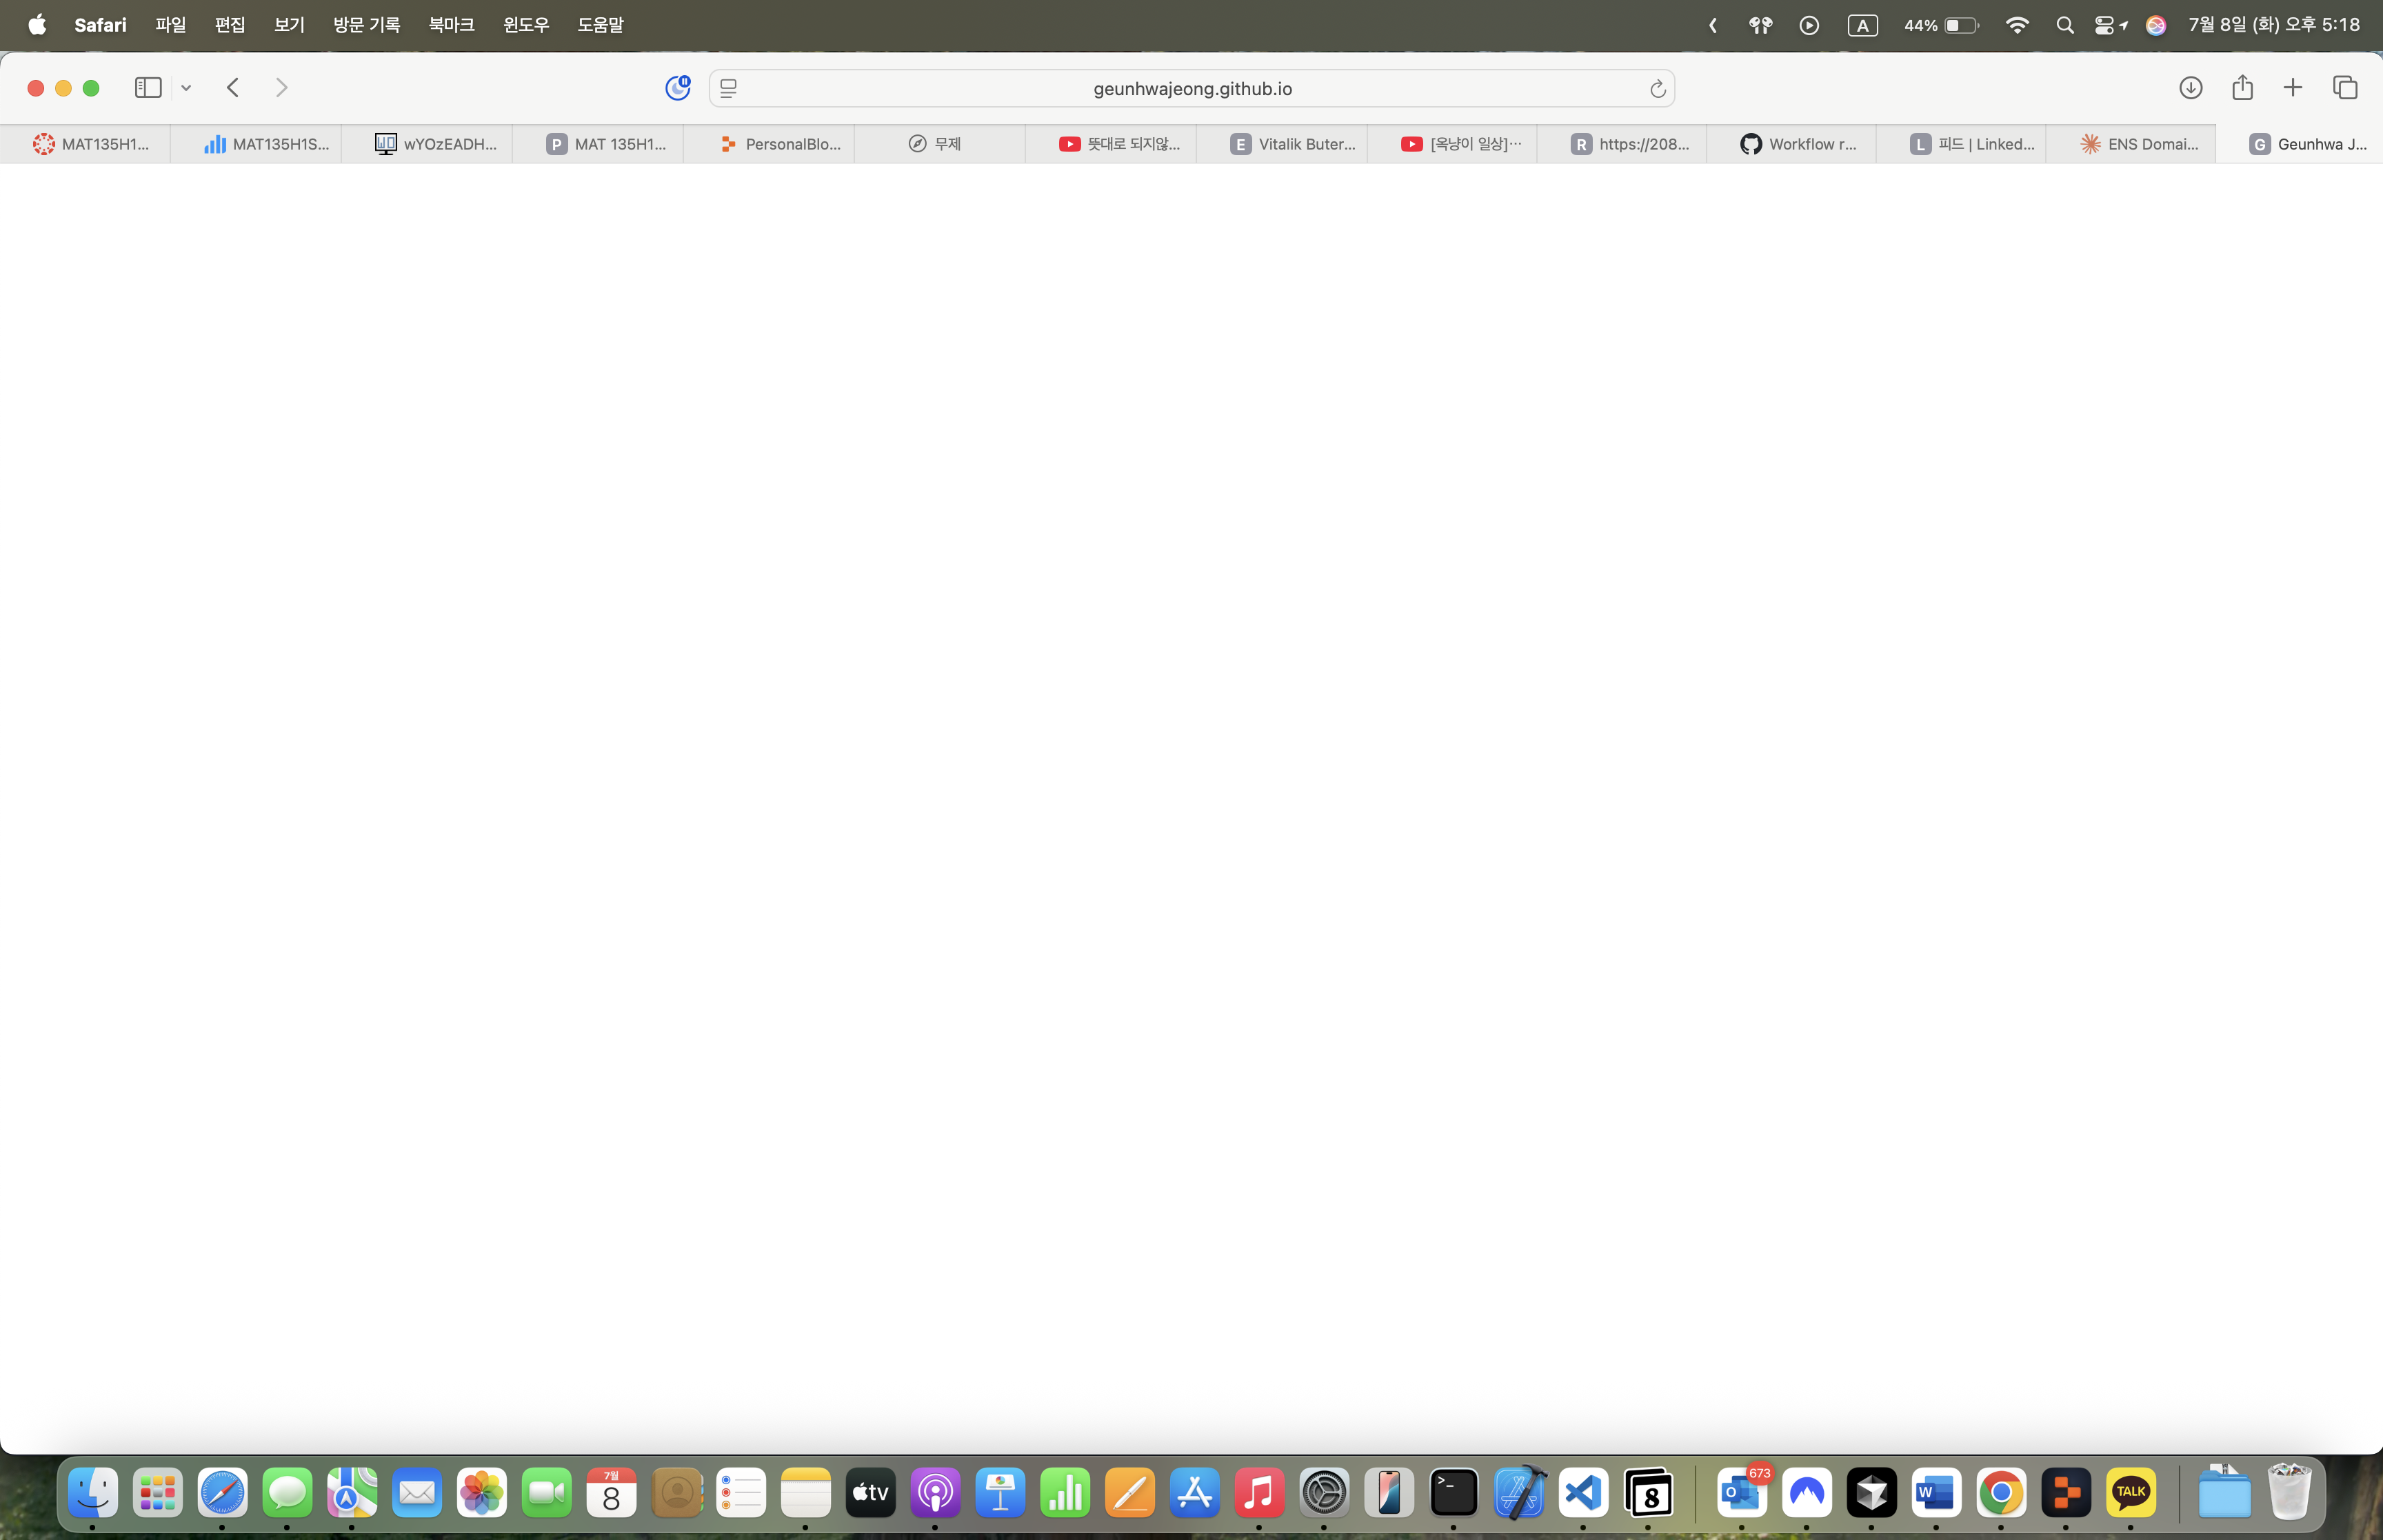 Safari 파일 편집 보기 방문 기록 북마크 윈도우 도움말 A 44% 7월 8일 (화) 오후 5:18
geunhwajeong.github.io
MAT135H1... MAT135H1S... wYOzEADH... P MAT 135H1... PersonalBlo... 무제 뜻대로 되지않... E Vitalik Buter... [옥냥이 일상]... R https://208... Workflow r... L 피드 | Linked... ENS Domai... G Geunhwa J...
7월
8
tv
>_
8
O
673
W
TALK